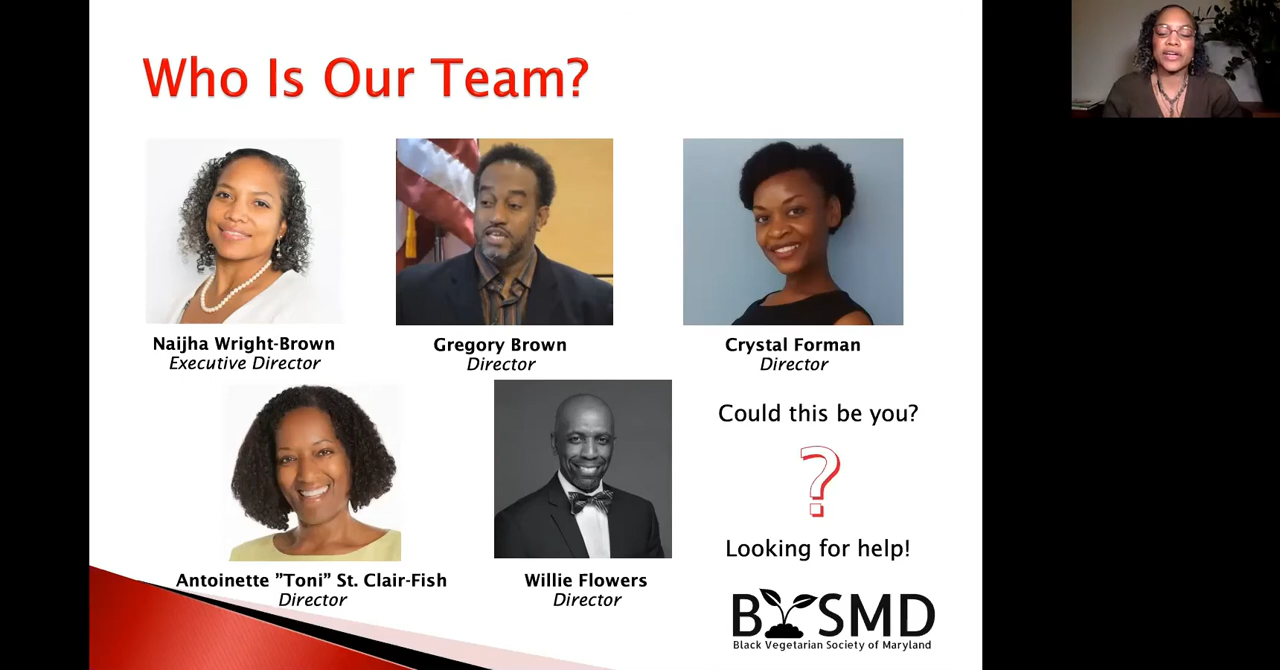 Who Is Our Team?
Naijha Wright-Brown
Executive Director
Gregory Brown
Director
Crystal Forman
Director
Antoinette ”Toni” St. Clair-Fish
Director
Willie Flowers
Director
Could this be you?
?
Looking for help!
BVSMD
Black Vegetarian Society of Maryland